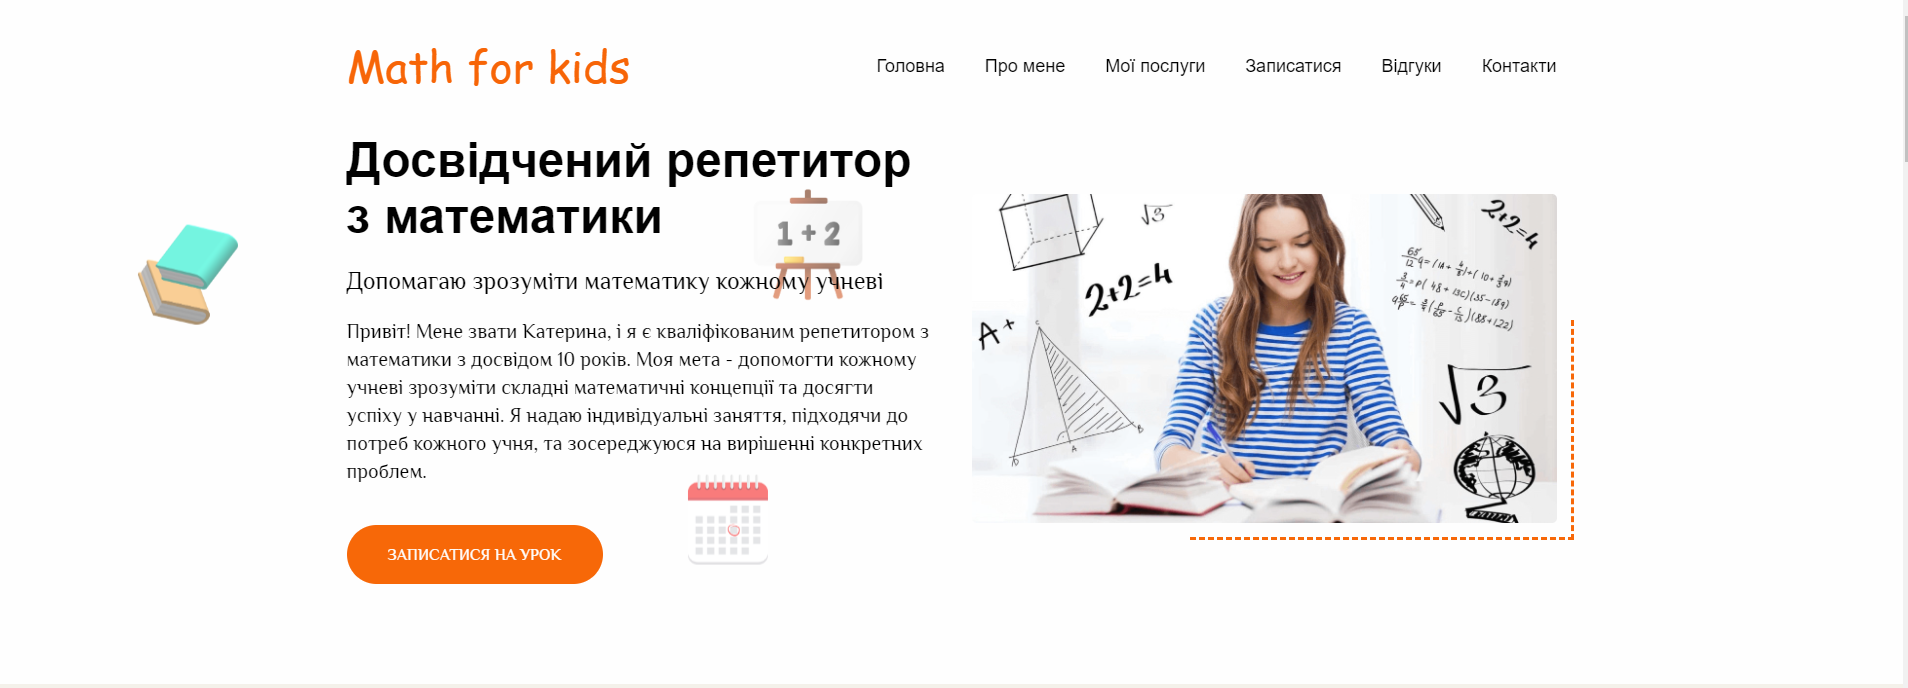 Math for kids
Головна Про мене Мої послуги Записатися Відгуки Контакти
Досвідчений репетитор
з математики
1 + 2
Допомагаю зрозуміти математику кожному учневі
Привіт! Мене звати Катерина, і я є кваліфікованим репетитором з
математики з досвідом 10 років. Моя мета - допомогти кожному
учневі зрозуміти складні математичні концепції та досягти
успіху у навчанні. Я надаю індивідуальні заняття, підходячи до
потреб кожного учня, та зосереджуюся на вирішенні конкретних
проблем.
ЗАПИСАТИСЯ НА УРОК
√3
2+2=4
2+2=4
A+
C
B
A
√3